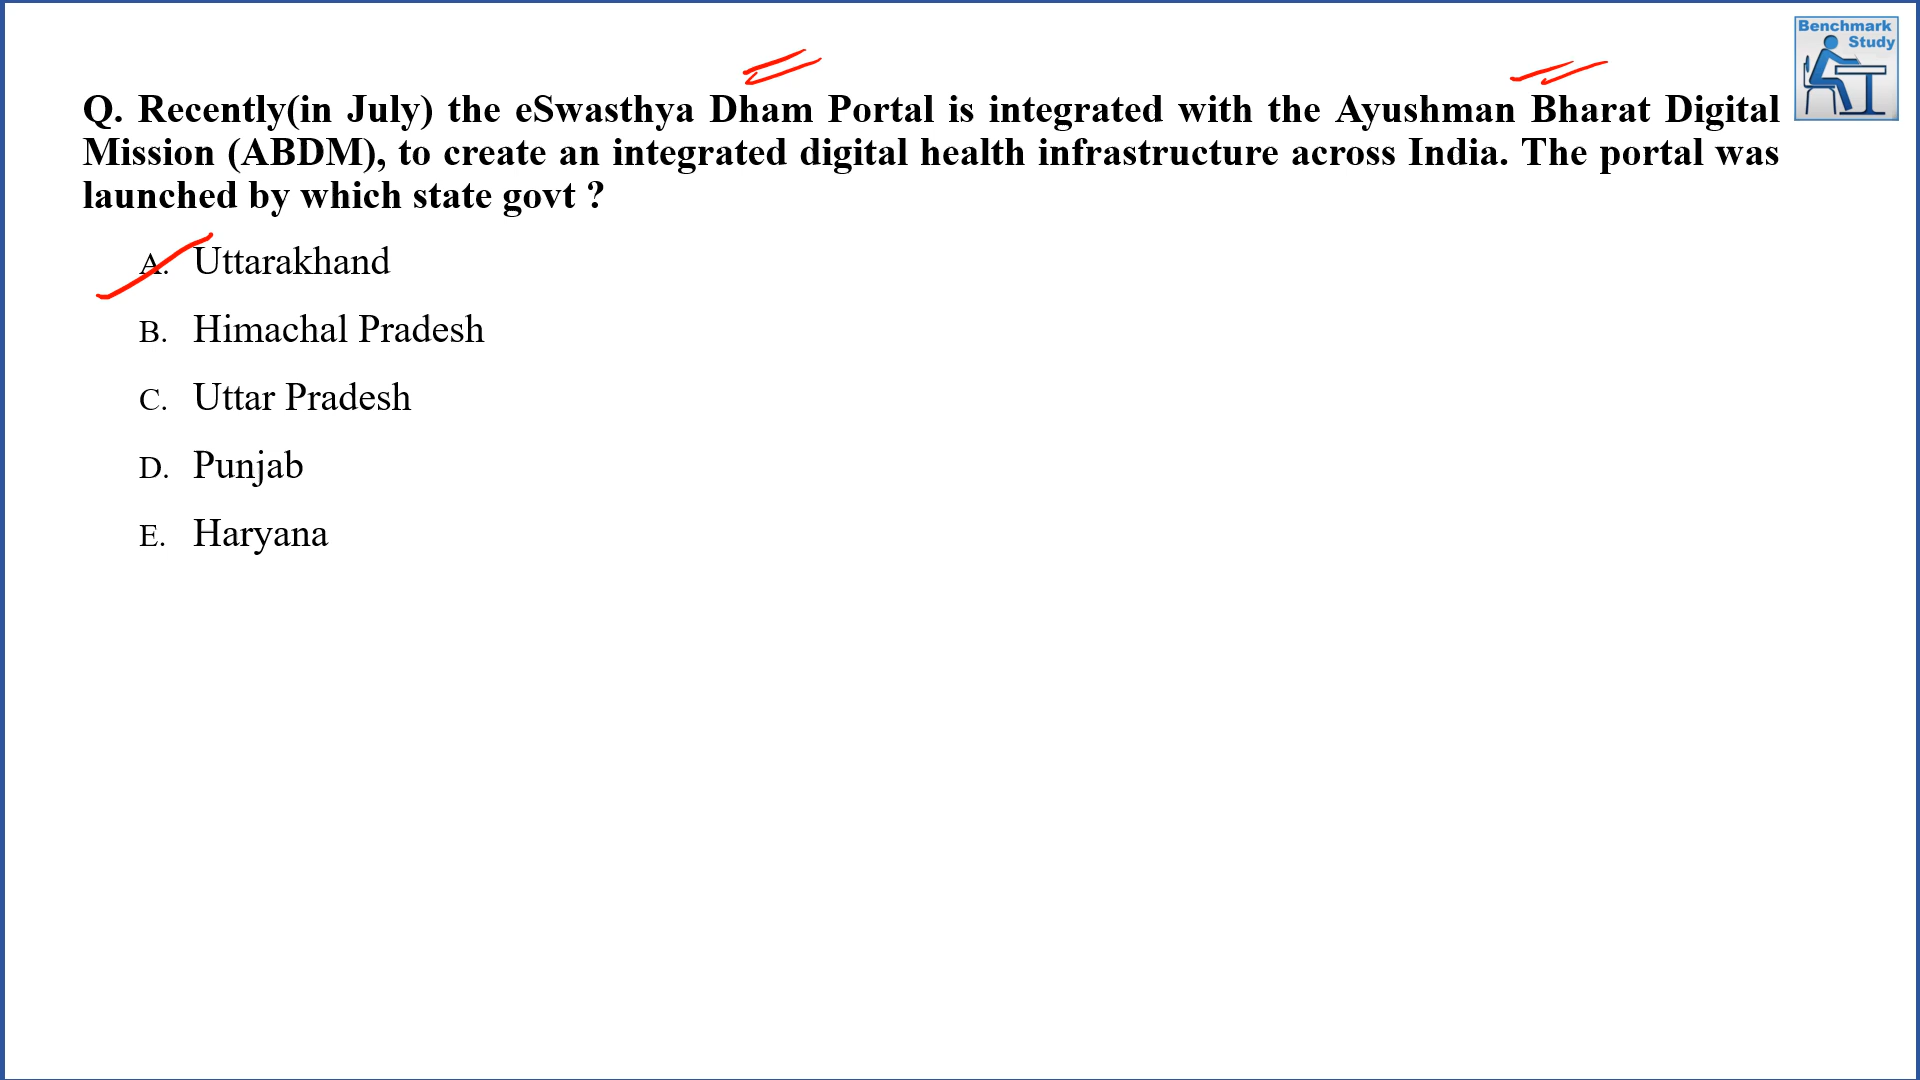 Benchmark
Study
Q. Recently(in July) the eSwasthya Dham Portal is integrated with the Ayushman Bharat Digital
Mission (ABDM), to create an integrated digital health infrastructure across India. The portal was
launched by which state govt ?
A. Uttarakhand
B. Himachal Pradesh
C. Uttar Pradesh
D. Punjab
E. Haryana